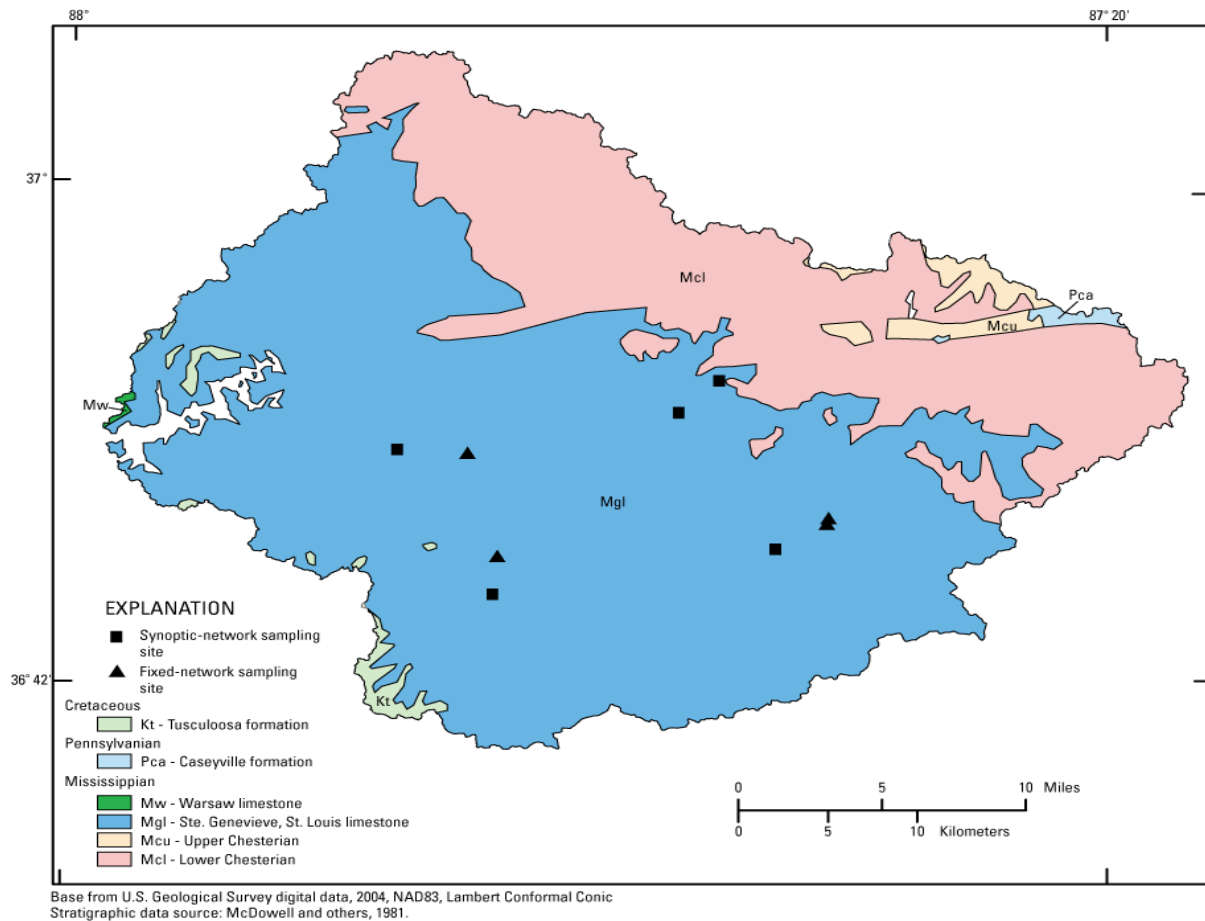 88°
87° 20'
37°
Mcl
Pca
Mcu
Mw
Mgl
EXPLANATION
Synoptic-network sampling
site
Fixed-network sampling
site
36° 42'
Kt
Cretaceous
Kt - Tusculoosa formation
Pennsylvanian
Pca - Caseyville formation
Mississippian
Mw - Warsaw limestone
Mgl - Ste. Genevieve, St. Louis limestone
Mcu - Upper Chesterian
Mcl - Lower Chesterian
0 5 10 Miles
0 5 10 Kilometers
Base from U.S. Geological Survey digital data, 2004, NAD83, Lambert Conformal Conic
Stratigraphic data source: McDowell and others, 1981.